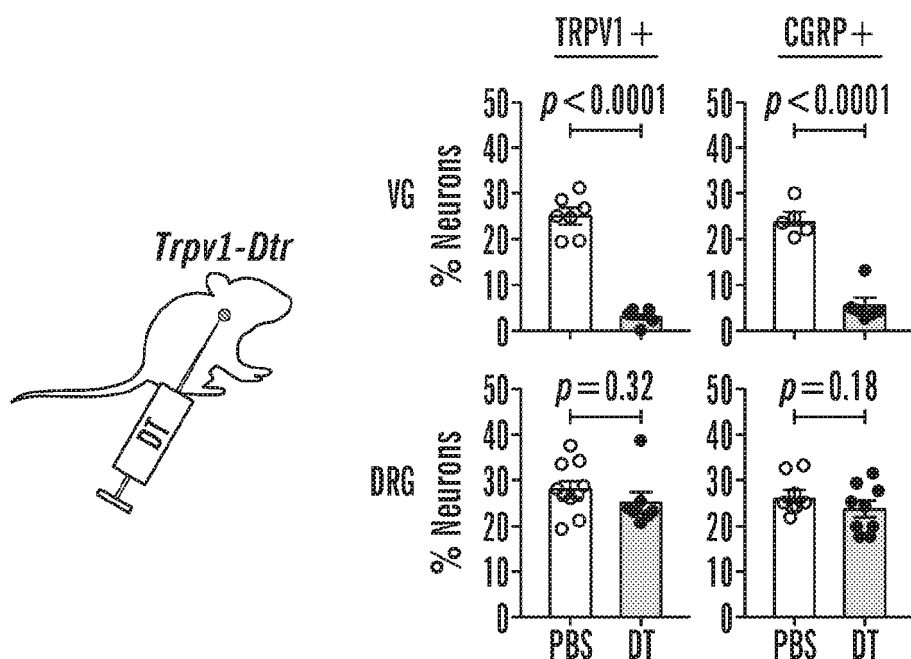 TRPV1 +
CGRP +
Trpv1-Dtr
DT
VG
% Neurons
50
40
30
20
10
0
p < 0.0001
50
40
30
20
10
0
p < 0.0001
DRG
% Neurons
50
40
30
20
10
0
p = 0.32
PBS DT
50
40
30
20
10
0
p = 0.18
PBS DT